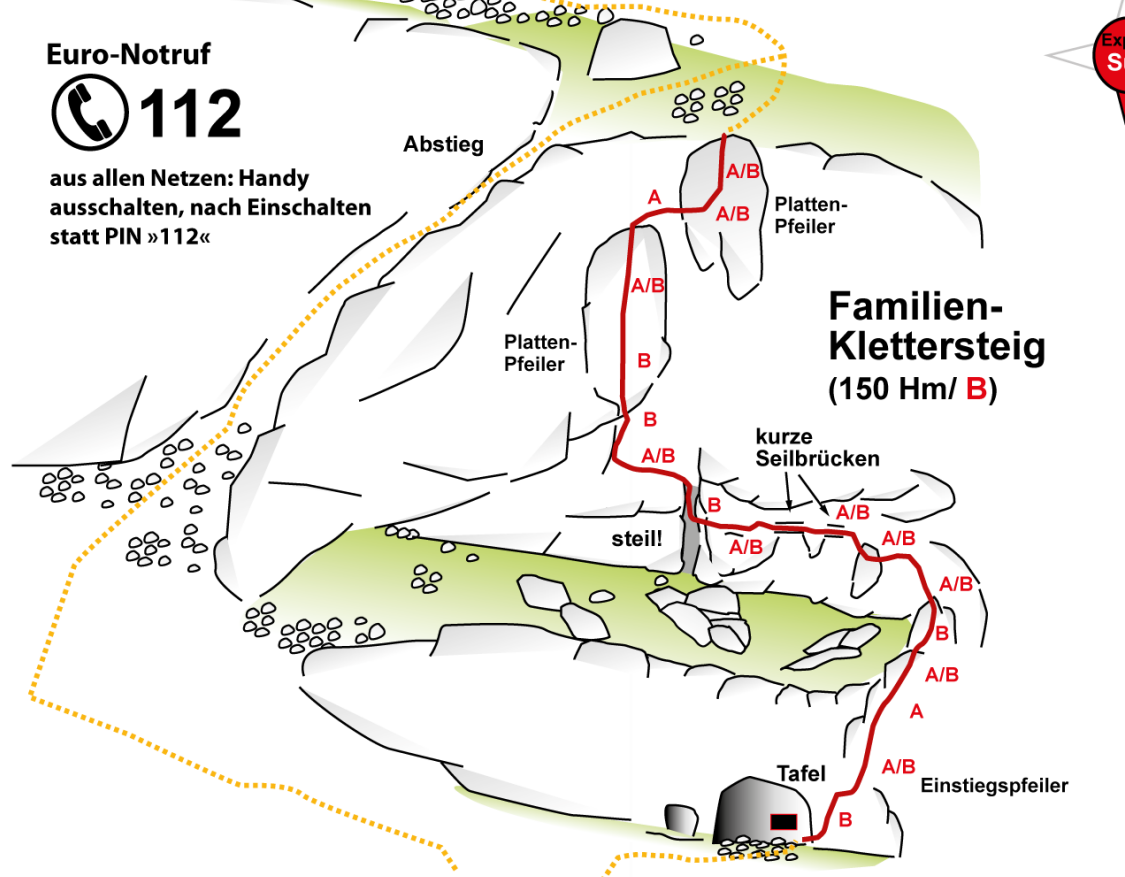 Euro-Notruf
112
aus allen Netzen: Handy
ausschalten, nach Einschalten
statt PIN »112«
Abstieg
A/B
A
A/B
Platten-
Pfeiler
A/B
Familien-
Klettersteig
(150 Hm/ B)
Platten-
Pfeiler
B
B
A/B
kurze
Seilbrücken
B
A/B
steil!
A/B
A/B
A/B
B
A/B
A
A/B
Tafel
Einstiegspfeiler
B